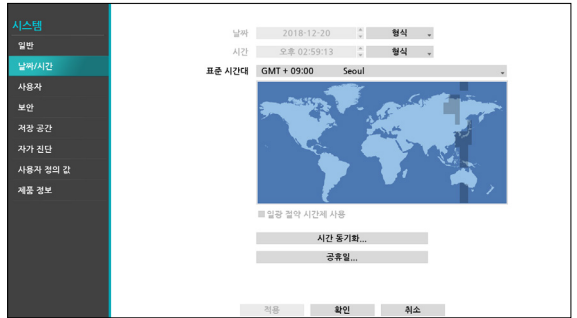 시스템
일반
날짜/시간
사용자
보안
저장 공간
자가 진단
사용자 정의 값
제품 정보
날짜 2018-12-20 형식
시간 오후 02:59:13 형식
표준 시간대 GMT + 09:00 Seoul
일광 절약 시간제 사용
시간 동기화...
공휴일...
적용 확인 취소